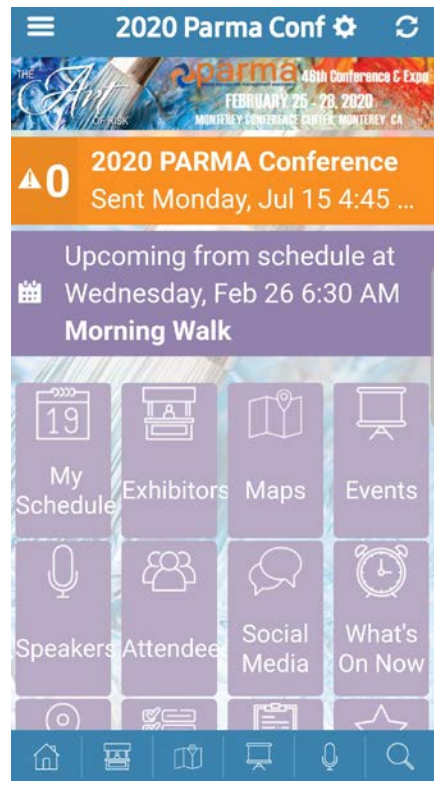 2020 Parma Conf
THE
Art
OF RISK
parma 46th Conference & Expo
FEBRUARY 25 - 28, 2020
MONTEREY CONFERENCE CENTER, MONTEREY, CA
0
2020 PARMA Conference
Sent Monday, Jul 15 4:45 ...
Upcoming from schedule at
Wednesday, Feb 26 6:30 AM
Morning Walk
19
My
Schedule
Exhibitors
Maps
Events
Speakers
Attendee
Social
Media
What's
On Now